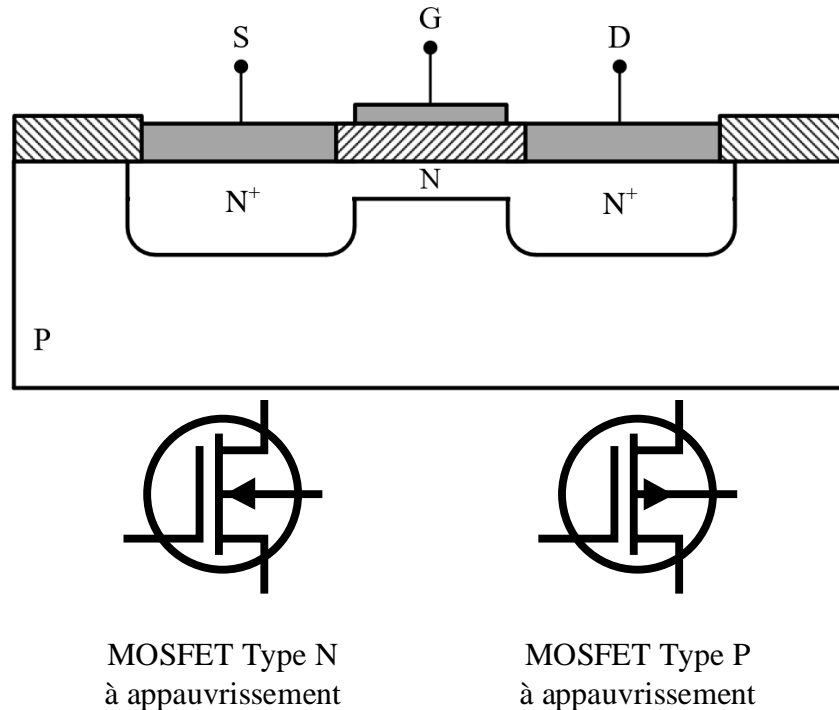 S G D
N
N⁺ N⁺
P
MOSFET Type N
à appauvrissement
MOSFET Type P
à appauvrissement